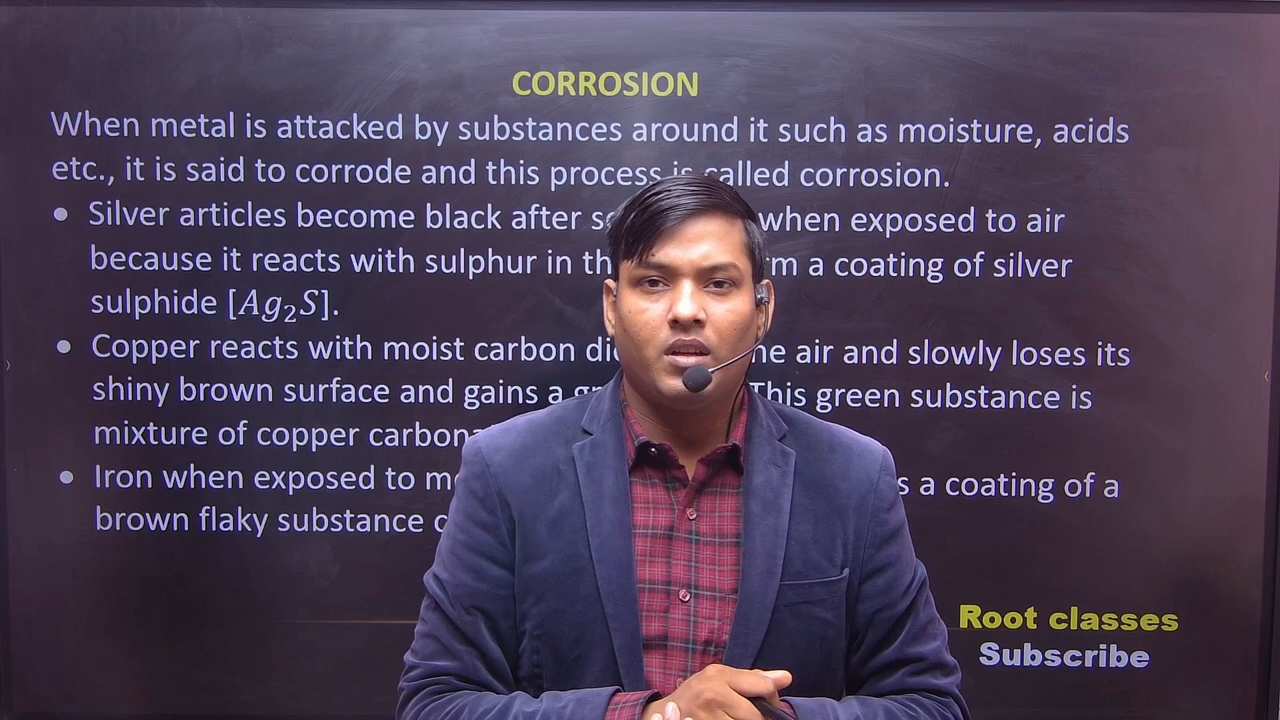 CORROSION
When metal is attacked by substances around it such as moisture, acids
etc., it is said to corrode and this process is called corrosion.
• Silver articles become black after when exposed to air
because it reacts with sulphur in a coating of silver
sulphide [Ag₂S].
• Copper reacts with moist carbon air and slowly loses its
shiny brown surface and gains a This green substance is
mixture of copper
• Iron when exposed to a coating of a
brown flaky substance
Root classes
Subscribe